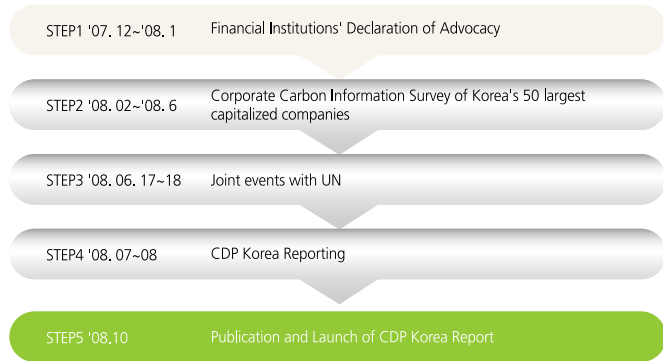 STEP1 '07. 12~'08. 1 Financial Institutions' Declaration of Advocacy
STEP2 '08. 02~'08. 6 Corporate Carbon Information Survey of Korea's 50 largest
capitalized companies
STEP3 '08. 06. 17~18 Joint events with UN
STEP4 '08. 07~08 CDP Korea Reporting
STEP5 '08.10 Publication and Launch of CDP Korea Report